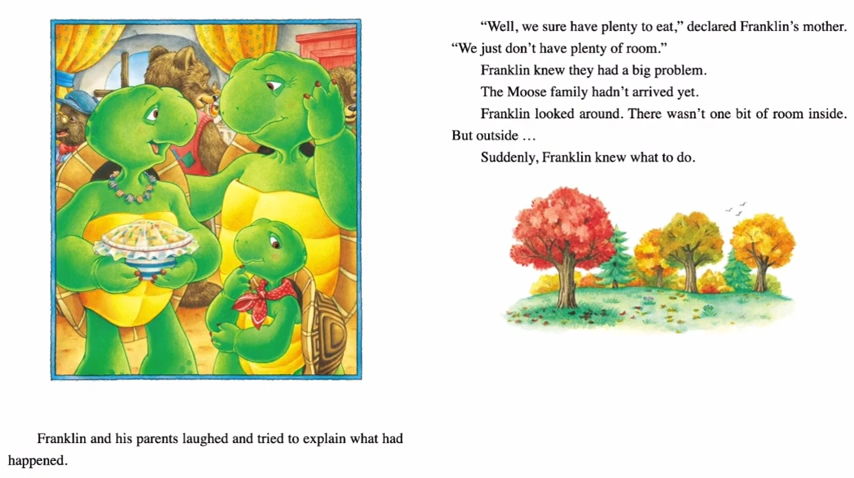 Franklin and his parents laughed and tried to explain what had
happened.
“Well, we sure have plenty to eat,” declared Franklin’s mother.
“We just don’t have plenty of room.”
Franklin knew they had a big problem.
The Moose family hadn’t arrived yet.
Franklin looked around. There wasn’t one bit of room inside.
But outside …
Suddenly, Franklin knew what to do.